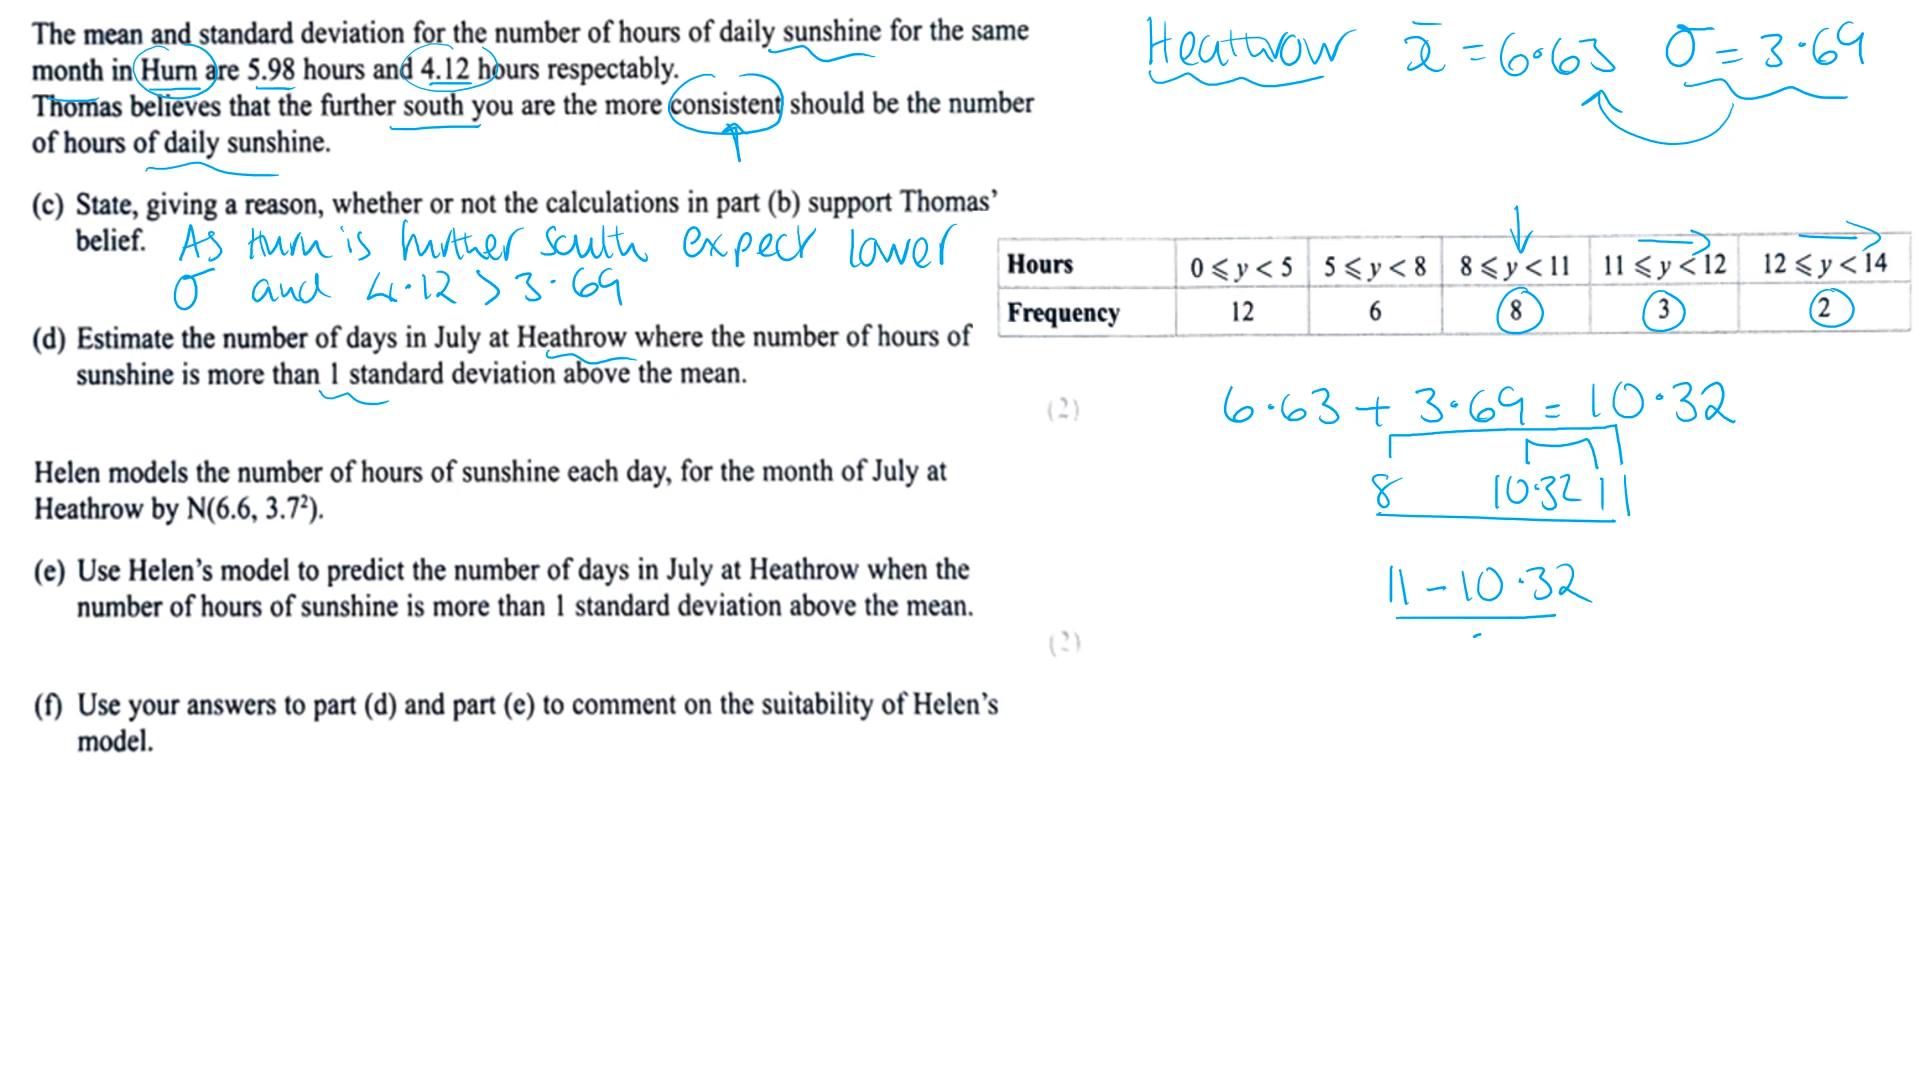 The mean and standard deviation for the number of hours of daily sunshine for the same
month in Hurn are 5.98 hours and 4.12 hours respectably.
Thomas believes that the further south you are the more consistent should be the number
of hours of daily sunshine.
Heathrow x̄ = 6.63 σ = 3.69
(c) State, giving a reason, whether or not the calculations in part (b) support Thomas'
belief.
As Hurn is further south expect lower
σ and 4.12 > 3.69
Hours 0 ⩽ y < 5 5 ⩽ y < 8 8 ⩽ y < 11 11 ⩽ y < 12 12 ⩽ y < 14
Frequency 12 6 8 3 2
(d) Estimate the number of days in July at Heathrow where the number of hours of
sunshine is more than 1 standard deviation above the mean.
(2)
6.63 + 3.69 = 10.32
8 10.32 11
11 - 10.32
Helen models the number of hours of sunshine each day, for the month of July at
Heathrow by N(6.6, 3.7²).
(e) Use Helen's model to predict the number of days in July at Heathrow when the
number of hours of sunshine is more than 1 standard deviation above the mean.
(2)
(f) Use your answers to part (d) and part (e) to comment on the suitability of Helen's
model.